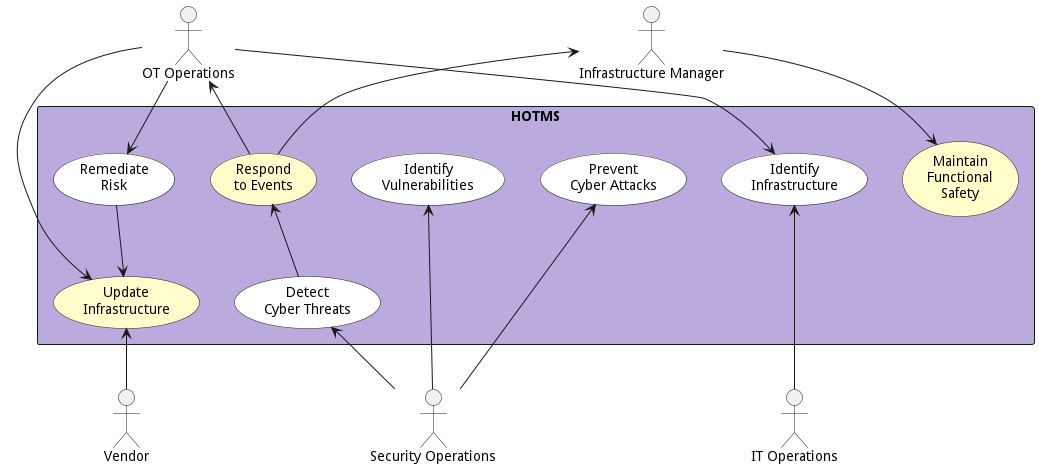 OT Operations
Infrastructure Manager
HOTMS
Remediate
Risk
Respond
to Events
Identify
Vulnerabilities
Prevent
Cyber Attacks
Identify
Infrastructure
Maintain
Functional
Safety
Update
Infrastructure
Detect
Cyber Threats
Vendor
Security Operations
IT Operations